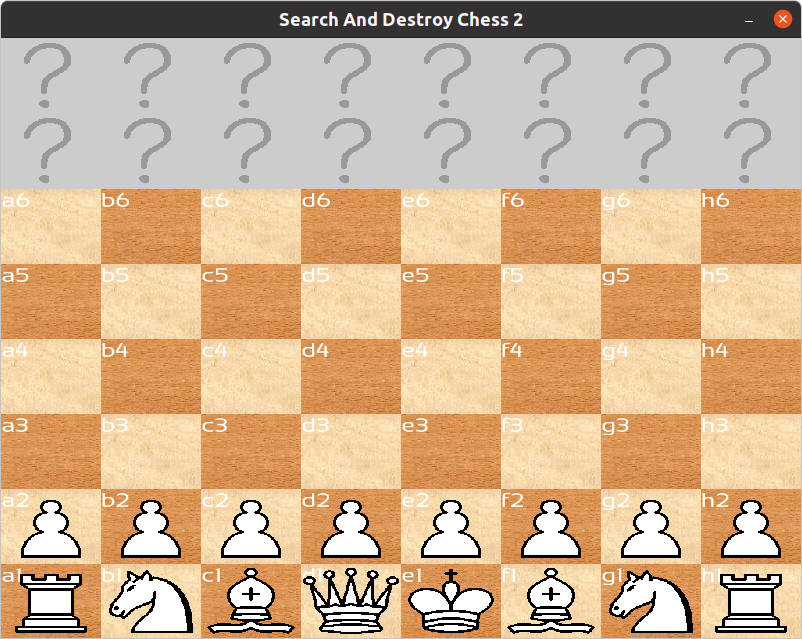 Search And Destroy Chess 2
? ? ? ? ? ? ? ?
? ? ? ? ? ? ? ?
a6 b6 c6 d6 e6 f6 g6 h6
a5 b5 c5 d5 e5 f5 g5 h5
a4 b4 c4 d4 e4 f4 g4 h4
a3 b3 c3 d3 e3 f3 g3 h3
a2 b2 c2 d2 e2 f2 g2 h2
a1 b1 c1 d1 e1 f1 g1 h1